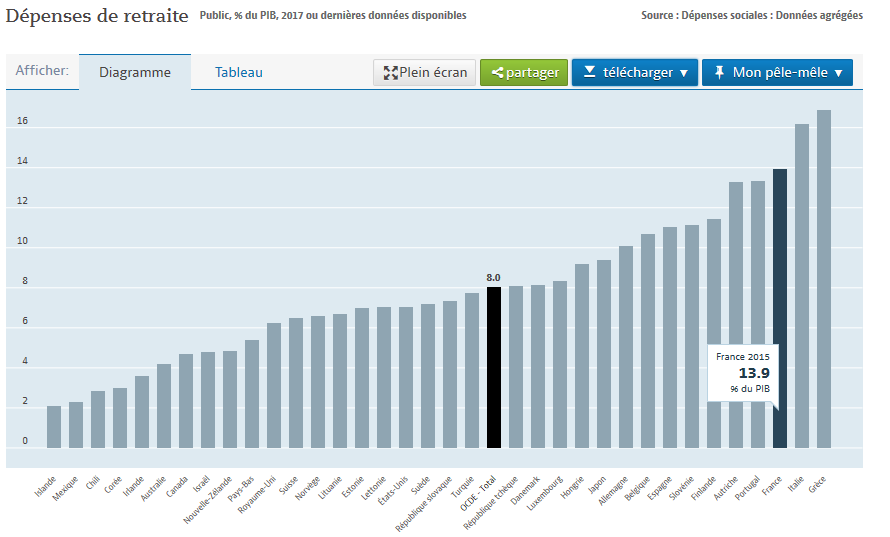 Dépenses de retraite Public, % du PIB, 2017 ou dernières données disponibles Source : Dépenses sociales : Données agrégées
Afficher: Diagramme Tableau Plein écran partager télécharger ▼ Mon pêle-mêle ▼
16
14
12
10
8
6
4
2
0
8.0
France 2015
13.9
% du PIB
Islande
Mexique
Chili
Corée
Irlande
Australie
Canada
Israël
Nouvelle-Zélande
Pays-Bas
Royaume-Uni
Suisse
Norvège
Lituanie
Estonie
Lettonie
États-Unis
Suède
République slovaque
Turquie
OCDE - Total
République tchèque
Danemark
Luxembourg
Hongrie
Japon
Allemagne
Belgique
Espagne
Slovénie
Finlande
Autriche
Portugal
France
Italie
Grèce